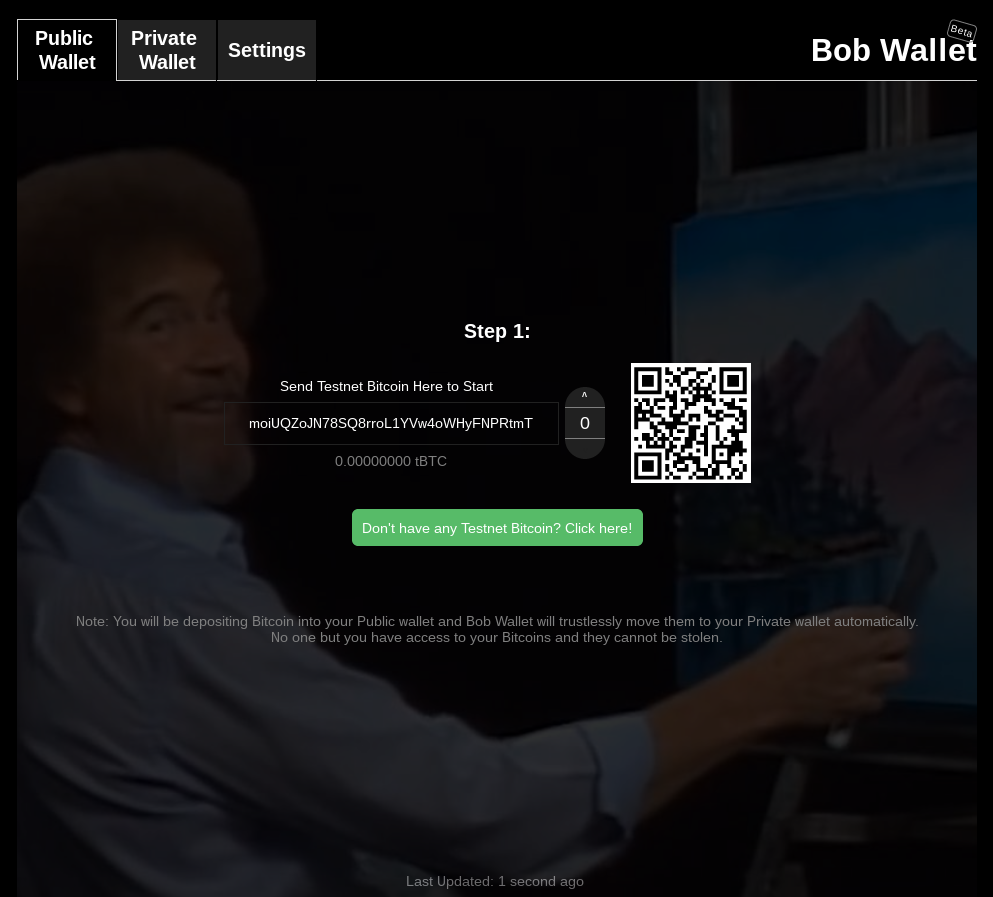 Public Wallet
Private Wallet
Settings
Bob Wallet
Beta
Step 1:
Send Testnet Bitcoin Here to Start
moiUQZoJN78SQ8rroL1YVw4oWHyFNPRtmT
^
0
0.00000000 tBTC
Don't have any Testnet Bitcoin? Click here!
Note: You will be depositing Bitcoin into your Public wallet and Bob Wallet will trustlessly move them to your Private wallet automatically.
No one but you have access to your Bitcoins and they cannot be stolen.
Last Updated: 1 second ago